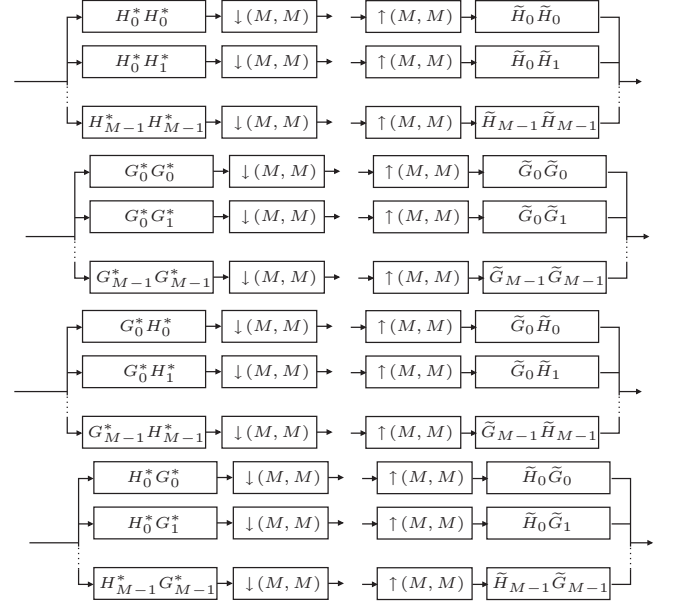 H_0^* H_0^* ↓(M, M) ↑(M, M) H̃_0 H̃_0
H_0^* H_1^* ↓(M, M) ↑(M, M) H̃_0 H̃_1
H_{M−1}^* H_{M−1}^* ↓(M, M) ↑(M, M) H̃_{M−1} H̃_{M−1}
G_0^* G_0^* ↓(M, M) ↑(M, M) G̃_0 G̃_0
G_0^* G_1^* ↓(M, M) ↑(M, M) G̃_0 G̃_1
G_{M−1}^* G_{M−1}^* ↓(M, M) ↑(M, M) G̃_{M−1} G̃_{M−1}
G_0^* H_0^* ↓(M, M) ↑(M, M) G̃_0 H̃_0
G_0^* H_1^* ↓(M, M) ↑(M, M) G̃_0 H̃_1
G_{M−1}^* H_{M−1}^* ↓(M, M) ↑(M, M) G̃_{M−1} H̃_{M−1}
H_0^* G_0^* ↓(M, M) ↑(M, M) H̃_0 G̃_0
H_0^* G_1^* ↓(M, M) ↑(M, M) H̃_0 G̃_1
H_{M−1}^* G_{M−1}^* ↓(M, M) ↑(M, M) H̃_{M−1} G̃_{M−1}